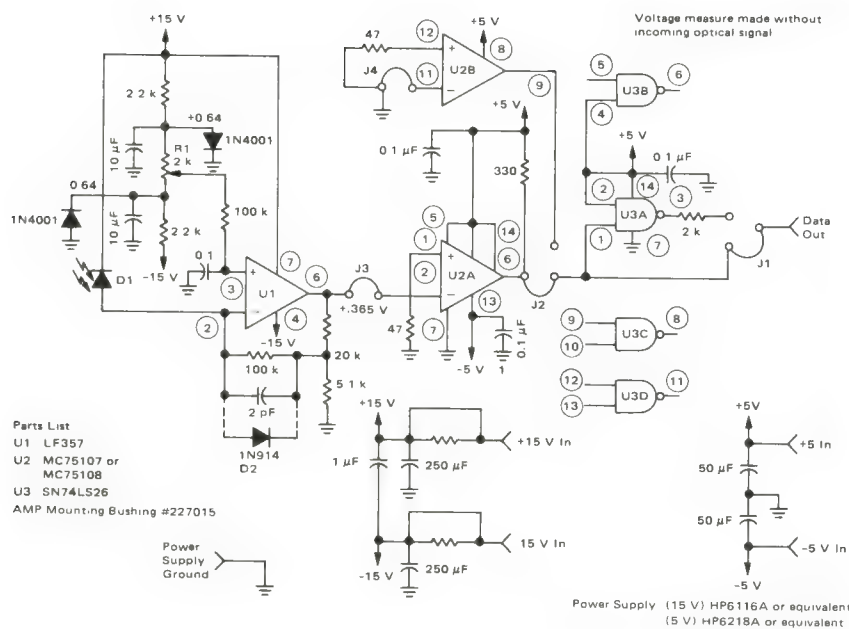 Voltage measure made without
incoming optical signal
+15 V
2 2 k
+0 64
1N4001
10 µF
R1
2 k
0 64
1N4001
10 µF
2 2 k
100 k
-15 V
D1
0 1
3
2
U1
7
6
4
-15 V
100 k
2 pF
1N914
D2
20 k
5 1 k
J3
+.365 V
47
J4
12
11
U2B
+5 V
8
9
+5 V
0 1 µF
330
5
14
1
2
U2A
6
13
7
47
-5 V
0.1 µF
1
J2
5
4
U3B
6
+5 V
0 1 µF
2
14
3
U3A
1
7
2 k
J1
Data
Out
9
10
U3C
8
12
13
U3D
11
Parts List
U1 LF357
U2 MC75107 or
MC75108
U3 SN74LS26
AMP Mounting Bushing #227015
Power
Supply
Ground
+15 V
1 µF
250 µF
+15 V In
15 V In
-15 V
250 µF
+5V
+5 In
50 µF
50 µF
-5 V In
-5 V
Power Supply (15 V) HP6116A or equivalent
(5 V) HP6218A or equivalent